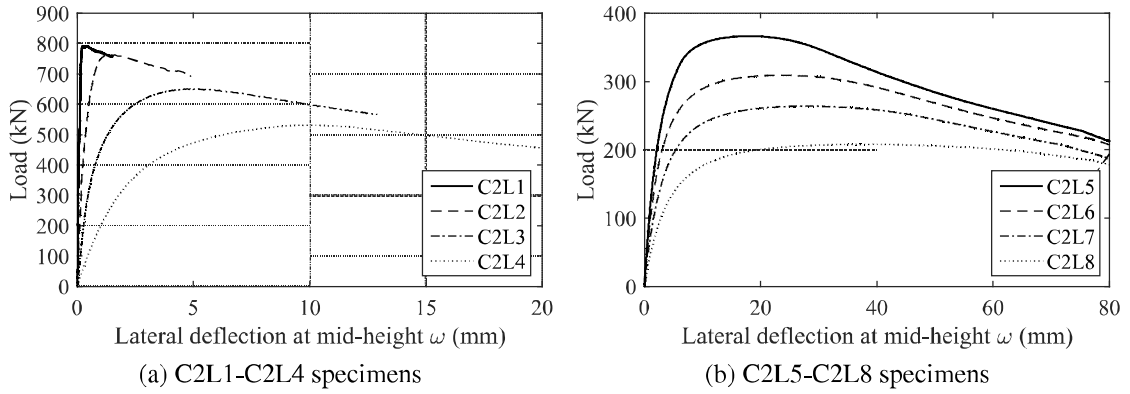 900
800
700
600
500
400
300
200
100
0
Load (kN)
C2L1
C2L2
C2L3
C2L4
0 5 10 15 20
Lateral deflection at mid-height ω (mm)
(a) C2L1-C2L4 specimens
400
300
200
100
0
Load (kN)
C2L5
C2L6
C2L7
C2L8
0 20 40 60 80
Lateral deflection at mid-height ω (mm)
(b) C2L5-C2L8 specimens